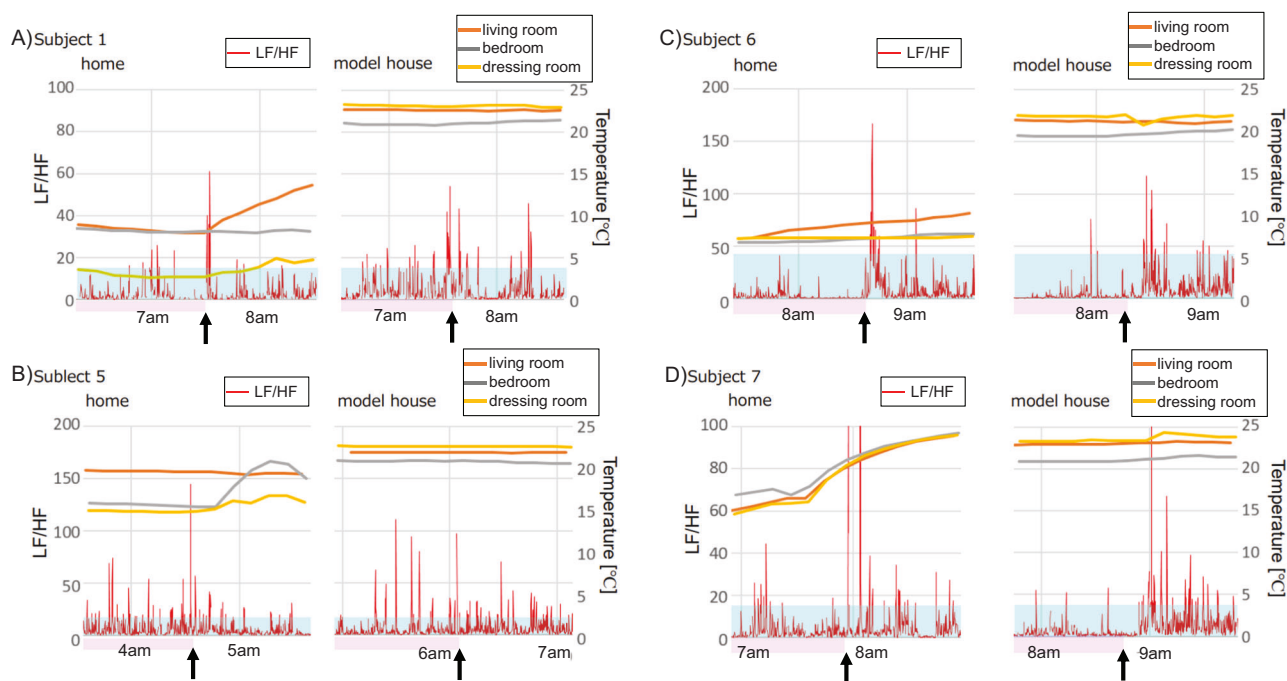 A) Subject 1
home
LF/HF
model house
living room
bedroom
dressing room
100
80
60
40
20
0
LF/HF
25
20
15
10
5
0
Temperature [℃]
7am
8am
7am
8am
C) Subject 6
home
LF/HF
model house
living room
bedroom
dressing room
200
150
100
50
0
LF/HF
25
20
15
10
5
0
Temperature [℃]
8am
9am
8am
9am
B) Sublect 5
home
LF/HF
model house
living room
bedroom
dressing room
200
150
100
50
0
LF/HF
25
20
15
10
5
0
Temperature [℃]
4am
5am
6am
7am
D) Subject 7
home
LF/HF
model house
living room
bedroom
dressing room
100
80
60
40
20
0
LF/HF
25
20
15
10
5
0
Temperature [℃]
7am
8am
8am
9am